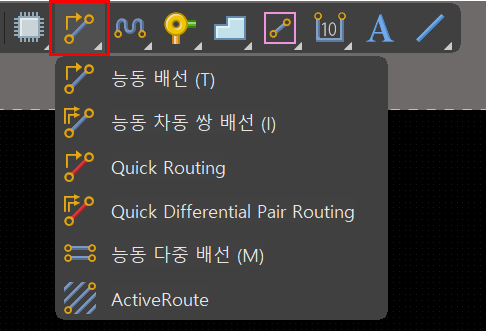 10 A
능동 배선 (T)
능동 차동 쌍 배선 (I)
Quick Routing
Quick Differential Pair Routing
능동 다중 배선 (M)
ActiveRoute